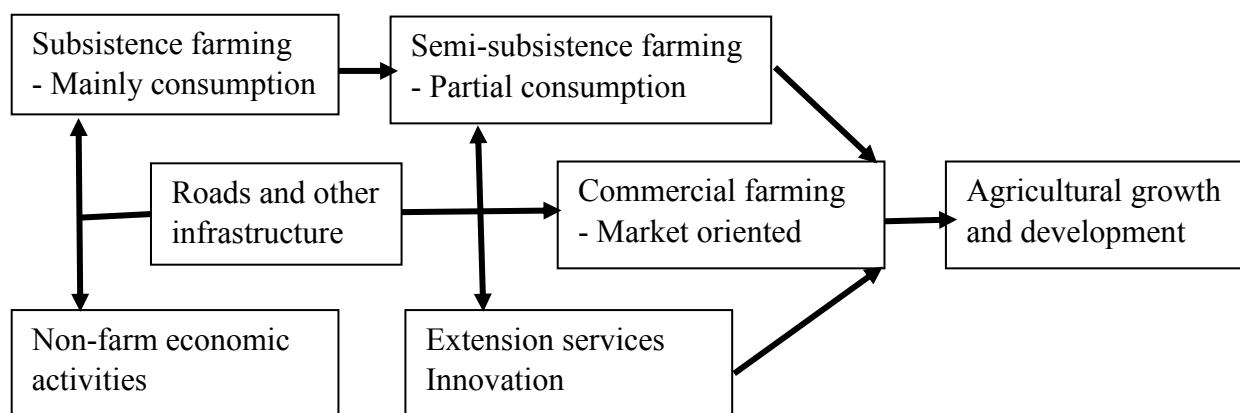 Subsistence farming
- Mainly consumption
Semi-subsistence farming
- Partial consumption
Roads and other
infrastructure
Commercial farming
- Market oriented
Agricultural growth
and development
Non-farm economic
activities
Extension services
Innovation